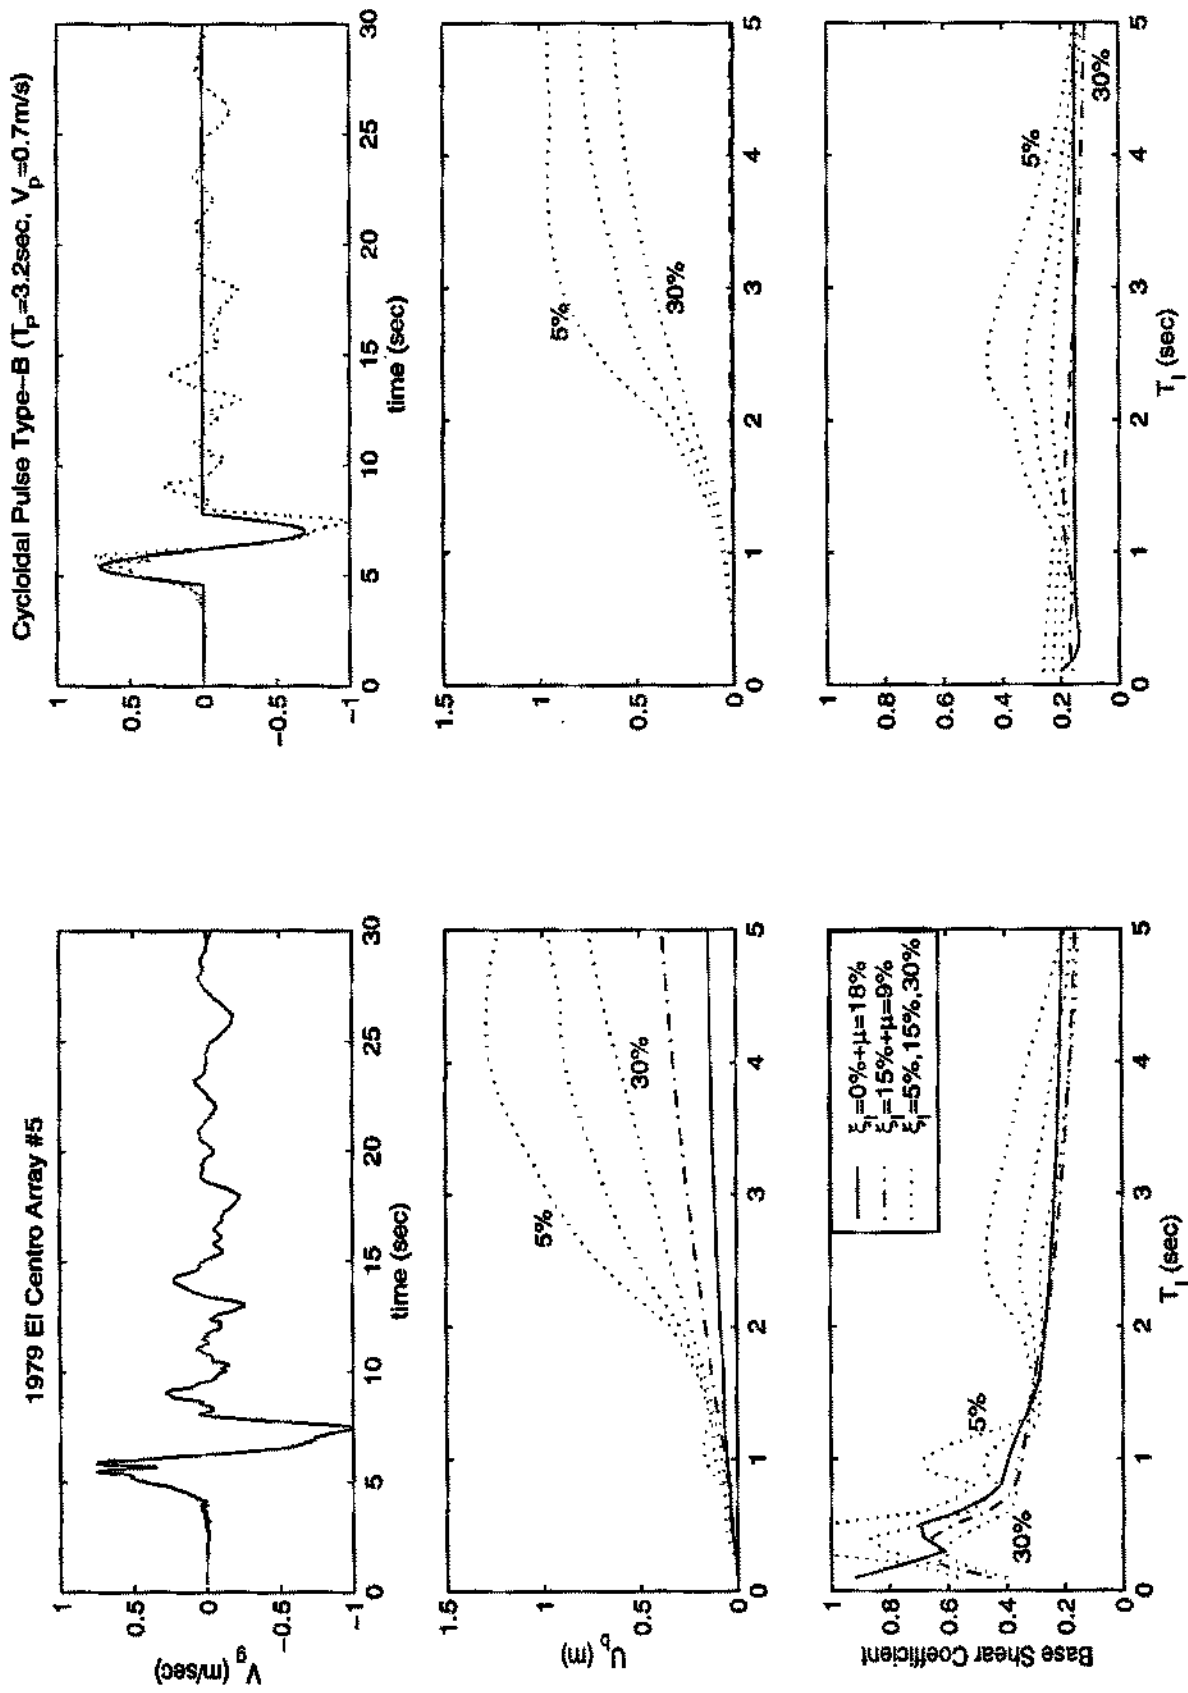 1979 El Centro Array #5
V_g (m/sec)
1
0.5
0
−0.5
−1
0 5 10 15 20 25 30
time (sec)
U_b (m)
1.5
1
0.5
0
5%
30%
0 1 2 3 4 5
Base Shear Coefficient
1
0.8
0.6
0.4
0.2
0
ξ_I=0%+μ=18%
ξ_I=15%+μ=9%
ξ_I=5%,15%,30%
5%
30%
0 1 2 3 4 5
T_I (sec)
Cycloidal Pulse Type−B (T_p=3.2sec, V_p=0.7m/s)
1
0.5
0
−0.5
−1
0 5 10 15 20 25 30
time (sec)
1.5
1
0.5
0
5%
30%
0 1 2 3 4 5
1
0.8
0.6
0.4
0.2
0
5%
30%
0 1 2 3 4 5
T_I (sec)